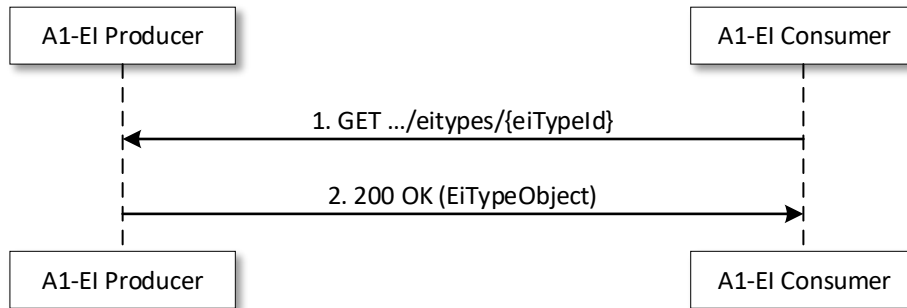 A1-EI Producer
A1-EI Consumer
1. GET .../eitypes/{eiTypeId}
2. 200 OK (EiTypeObject)
A1-EI Producer
A1-EI Consumer